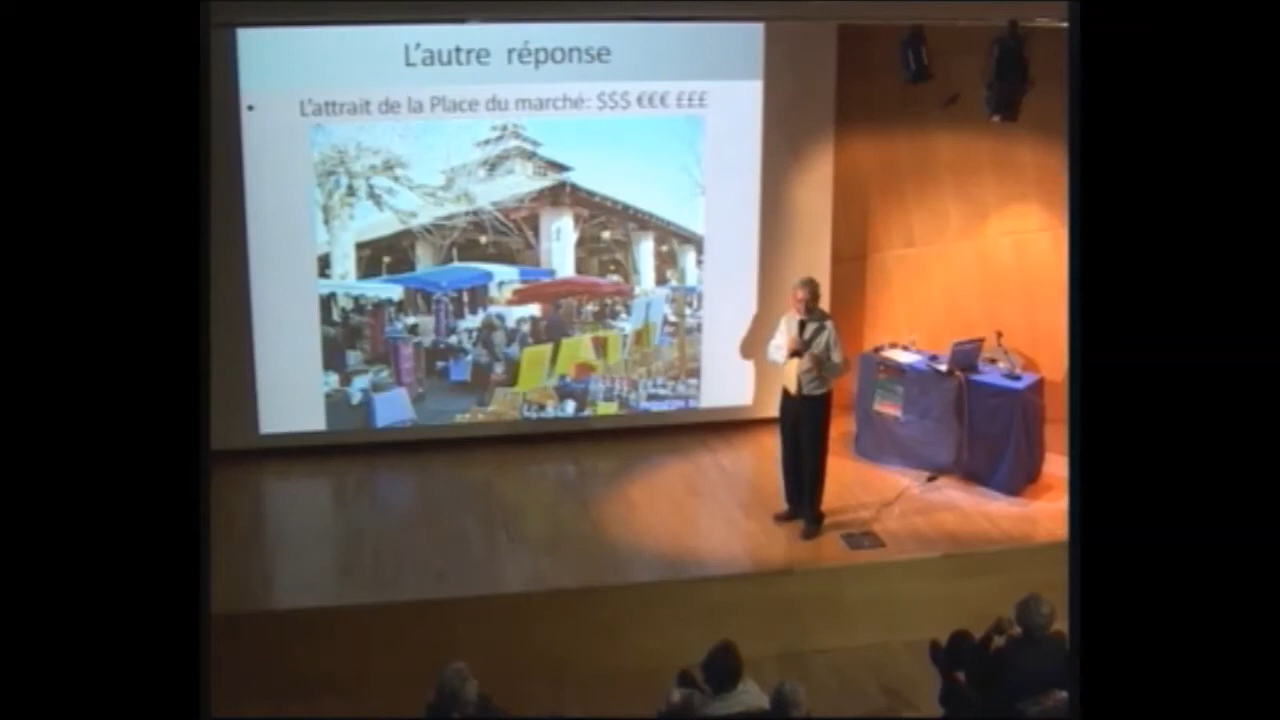 L'autre réponse
• L'attrait de la Place du marché: $$$ €€€ £££